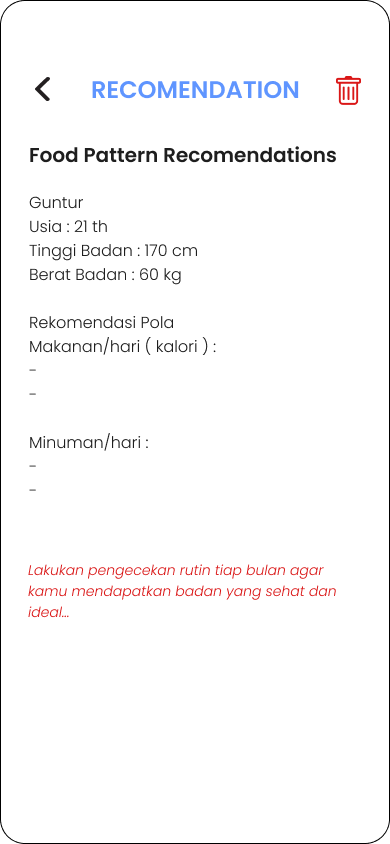 RECOMENDATION
Food Pattern Recomendations
Guntur
Usia : 21 th
Tinggi Badan : 170 cm
Berat Badan : 60 kg
Rekomendasi Pola
Makanan/hari ( kalori ) :
-
-
Minuman/hari :
-
-
Lakukan pengecekan rutin tiap bulan agar
kamu mendapatkan badan yang sehat dan
ideal...